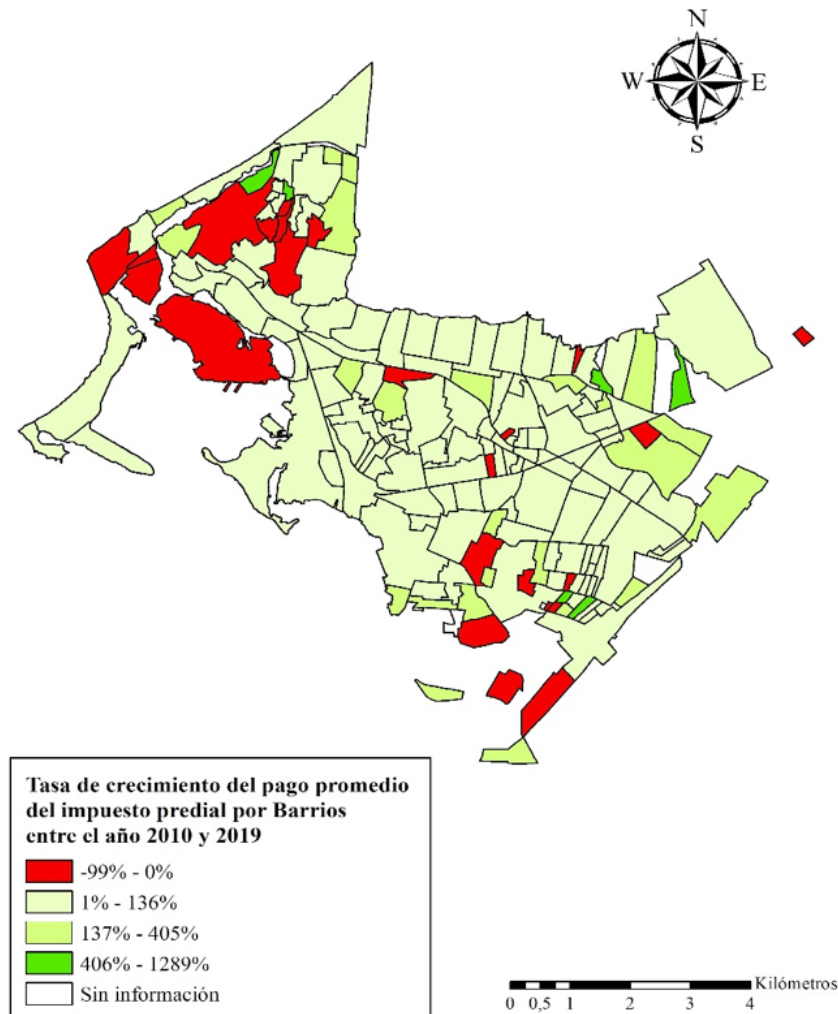 N
W E
S
Tasa de crecimiento del pago promedio
del impuesto predial por Barrios
entre el año 2010 y 2019
-99% - 0%
1% - 136%
137% - 405%
406% - 1289%
Sin información
Kilómetros
0 0,5 1 2 3 4